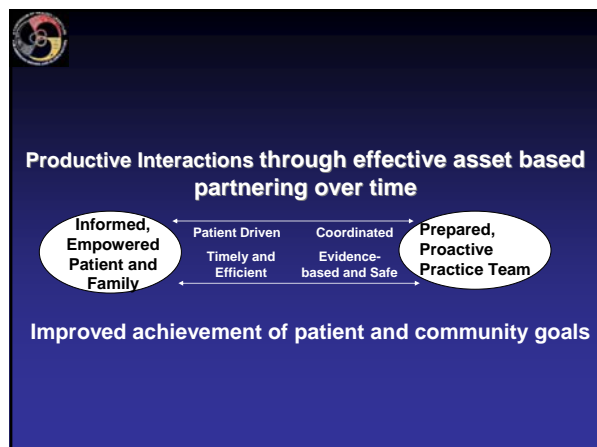 Productive Interactions through effective asset based
partnering over time
Informed,
Empowered
Patient and
Family
Patient Driven
Coordinated
Timely and
Efficient
Evidence-
based and Safe
Prepared,
Proactive
Practice Team
Improved achievement of patient and community goals